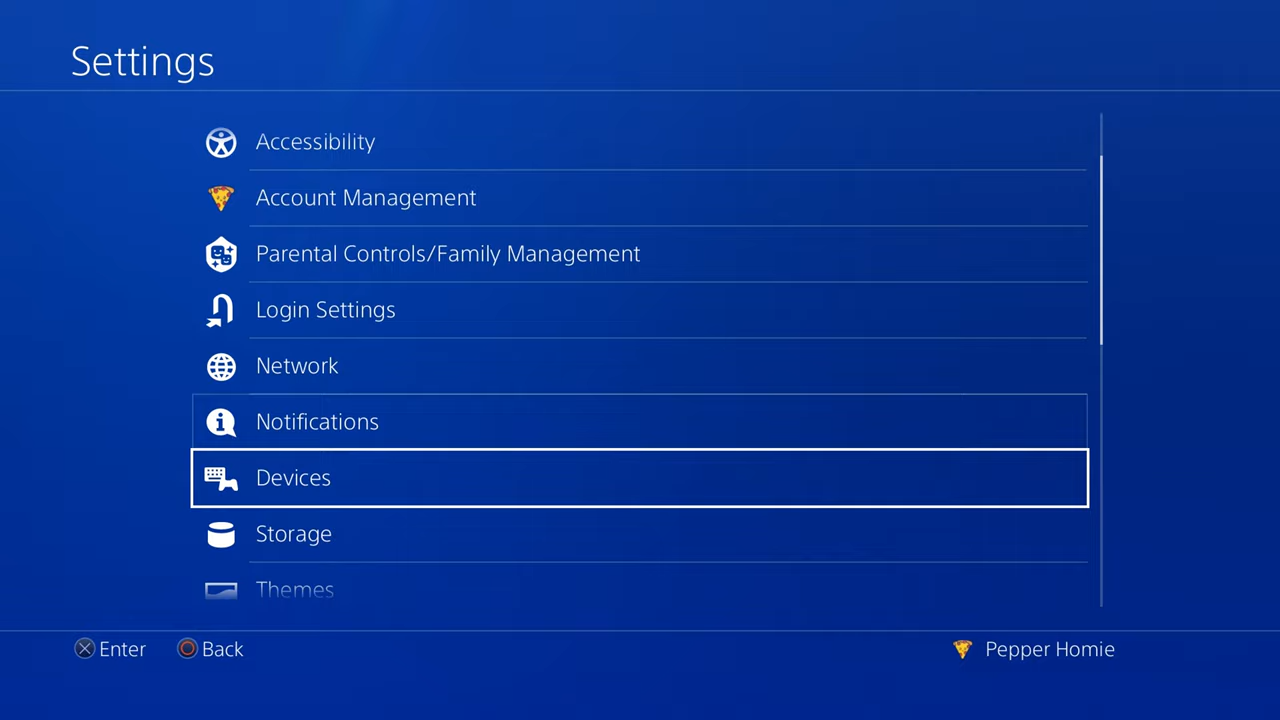 Settings
Accessibility
Account Management
Parental Controls/Family Management
Login Settings
Network
Notifications
Devices
Storage
Themes
Enter Back Pepper Homie